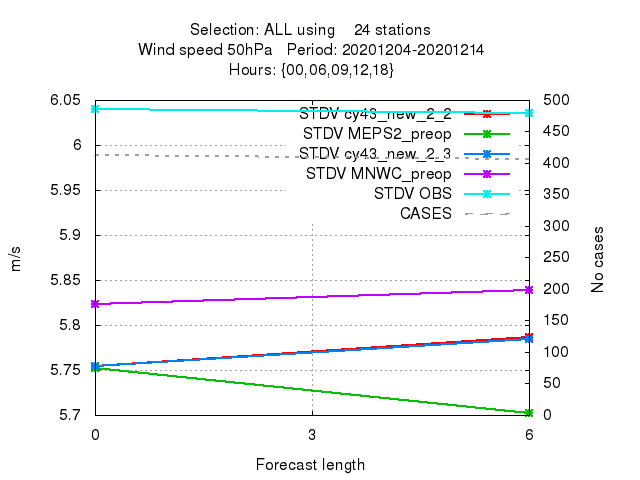 Selection: ALL using 24 stations
Wind speed 50hPa Period: 20201204-20201214
Hours: {00,06,09,12,18}
STDV cy43_new_2_2
STDV MEPS2_preop
STDV cy43_new_2_3
STDV MNWC_preop
STDV OBS
CASES
6.05
6
5.95
5.9
5.85
5.8
5.75
5.7
m/s
500
450
400
350
300
250
200
150
100
50
0
No cases
0 3 6
Forecast length